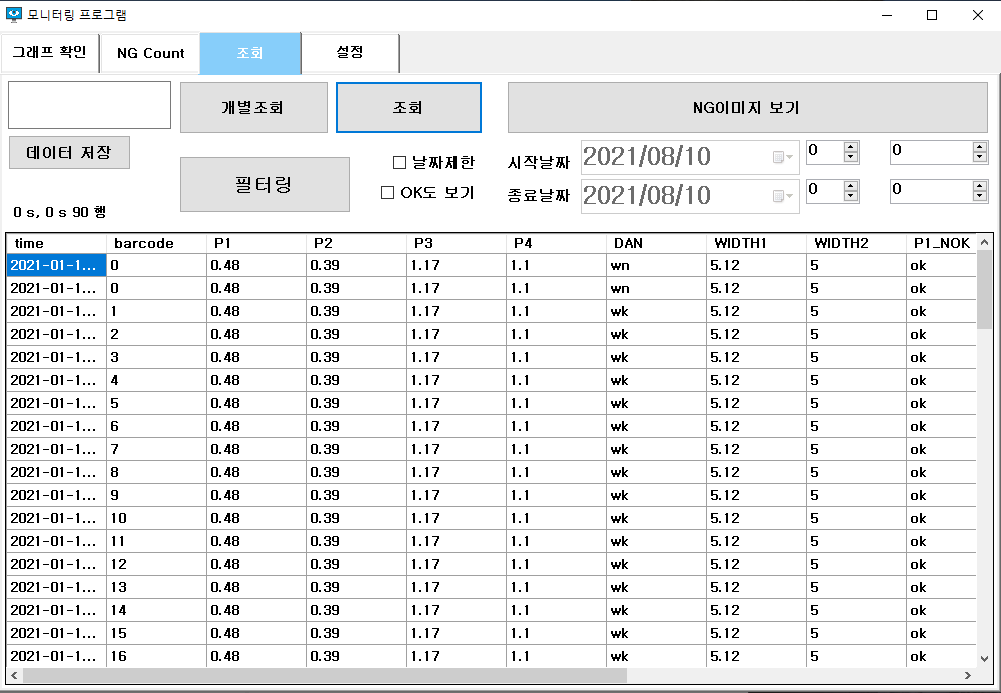 모니터링 프로그램
그래프 확인 NG Count 조회 설정
개별조회 조회 NG이미지 보기
데이터 저장
필터링
날짜제한 시작날짜 2021/08/10 0 0
OK도 보기 종료날짜 2021/08/10 0 0
0 s, 0 s 90 행
time barcode P1 P2 P3 P4 DAN WIDTH1 WIDTH2 P1_NOK
2021-01-1... 0 0.48 0.39 1.17 1.1 wn 5.12 5 ok
2021-01-1... 0 0.48 0.39 1.17 1.1 wn 5.12 5 ok
2021-01-1... 1 0.48 0.39 1.17 1.1 wk 5.12 5 ok
2021-01-1... 2 0.48 0.39 1.17 1.1 wk 5.12 5 ok
2021-01-1... 3 0.48 0.39 1.17 1.1 wk 5.12 5 ok
2021-01-1... 4 0.48 0.39 1.17 1.1 wk 5.12 5 ok
2021-01-1... 5 0.48 0.39 1.17 1.1 wk 5.12 5 ok
2021-01-1... 6 0.48 0.39 1.17 1.1 wk 5.12 5 ok
2021-01-1... 7 0.48 0.39 1.17 1.1 wk 5.12 5 ok
2021-01-1... 8 0.48 0.39 1.17 1.1 wk 5.12 5 ok
2021-01-1... 9 0.48 0.39 1.17 1.1 wk 5.12 5 ok
2021-01-1... 10 0.48 0.39 1.17 1.1 wk 5.12 5 ok
2021-01-1... 11 0.48 0.39 1.17 1.1 wk 5.12 5 ok
2021-01-1... 12 0.48 0.39 1.17 1.1 wk 5.12 5 ok
2021-01-1... 13 0.48 0.39 1.17 1.1 wk 5.12 5 ok
2021-01-1... 14 0.48 0.39 1.17 1.1 wk 5.12 5 ok
2021-01-1... 15 0.48 0.39 1.17 1.1 wk 5.12 5 ok
2021-01-1... 16 0.48 0.39 1.17 1.1 wk 5.12 5 ok